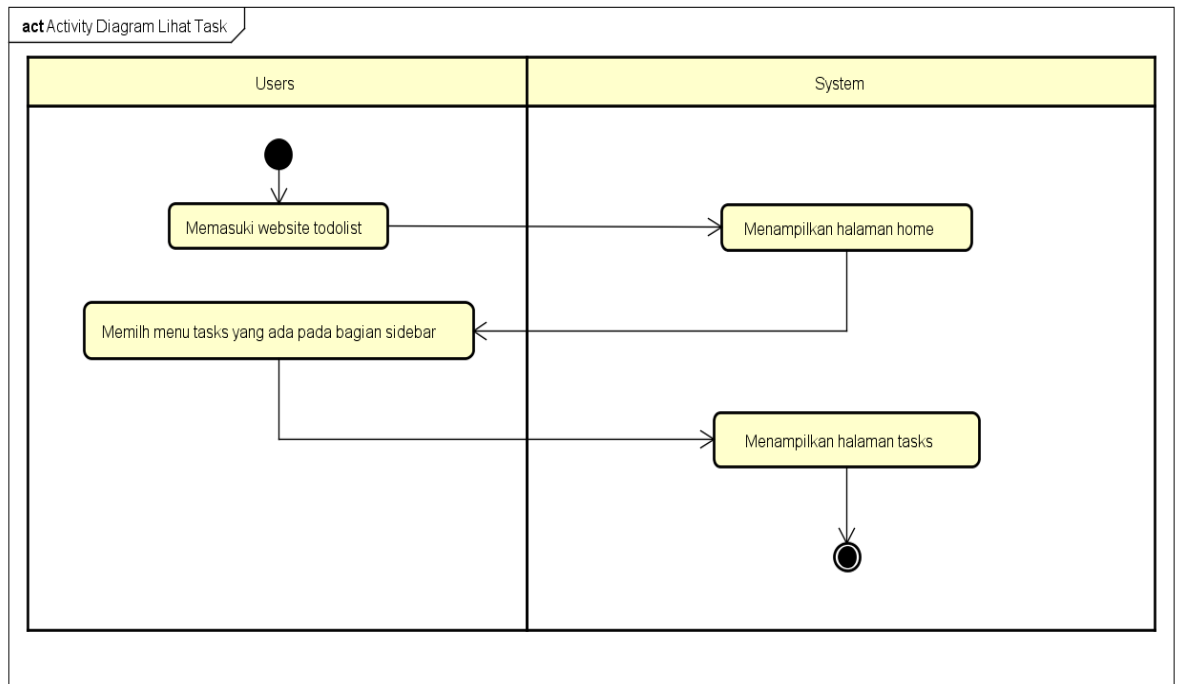 act Activity Diagram Lihat Task
Users
System
Memasuki website todolist
Menampilkan halaman home
Memilh menu tasks yang ada pada bagian sidebar
Menampilkan halaman tasks